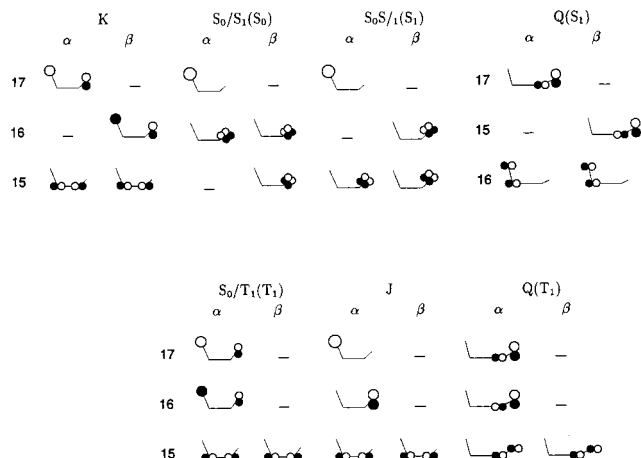 K S₀/S₁(S₀) S₀S/₁(S₁) Q(S₁)
α β α β α β α β
17 — — — 17 —
16 — — 15 —
15 — 16
S₀/T₁(T₁) J Q(T₁)
α β α β α β
17 — — —
16 — — —
15